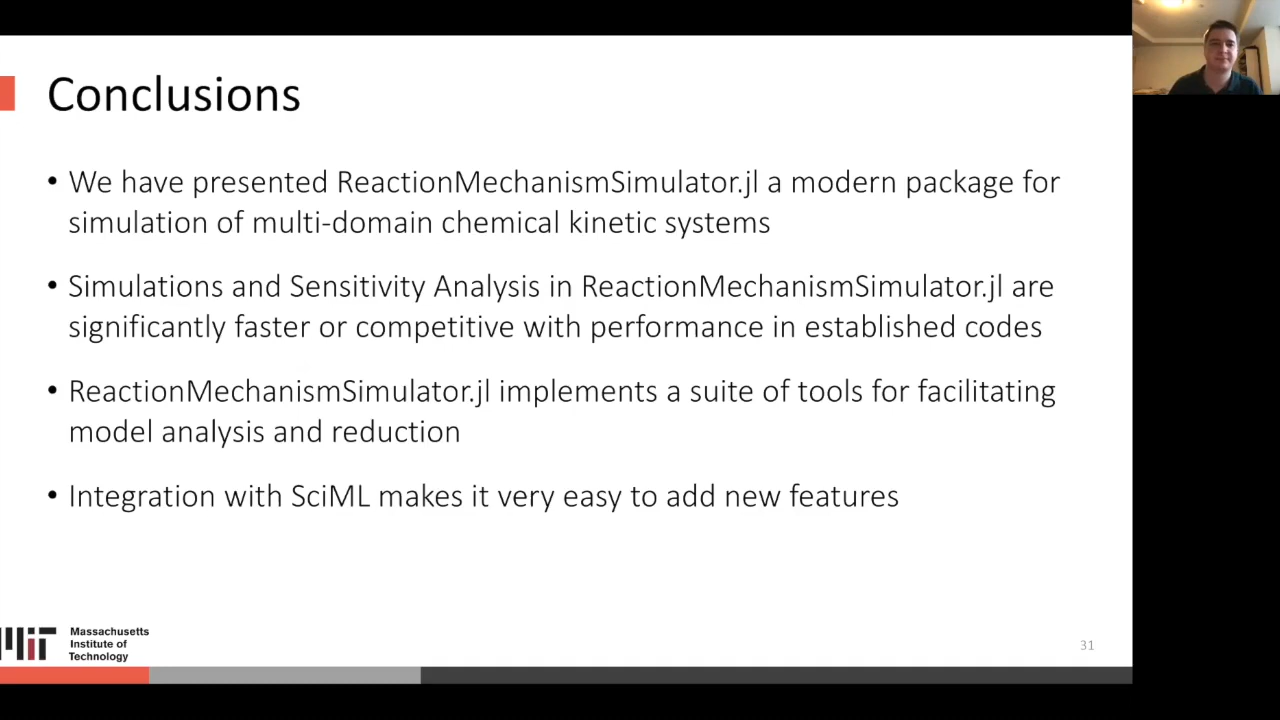 Conclusions
• We have presented ReactionMechanismSimulator.jl a modern package for
simulation of multi-domain chemical kinetic systems
• Simulations and Sensitivity Analysis in ReactionMechanismSimulator.jl are
significantly faster or competitive with performance in established codes
• ReactionMechanismSimulator.jl implements a suite of tools for facilitating
model analysis and reduction
• Integration with SciML makes it very easy to add new features
MIT
Massachusetts
Institute of
Technology
31